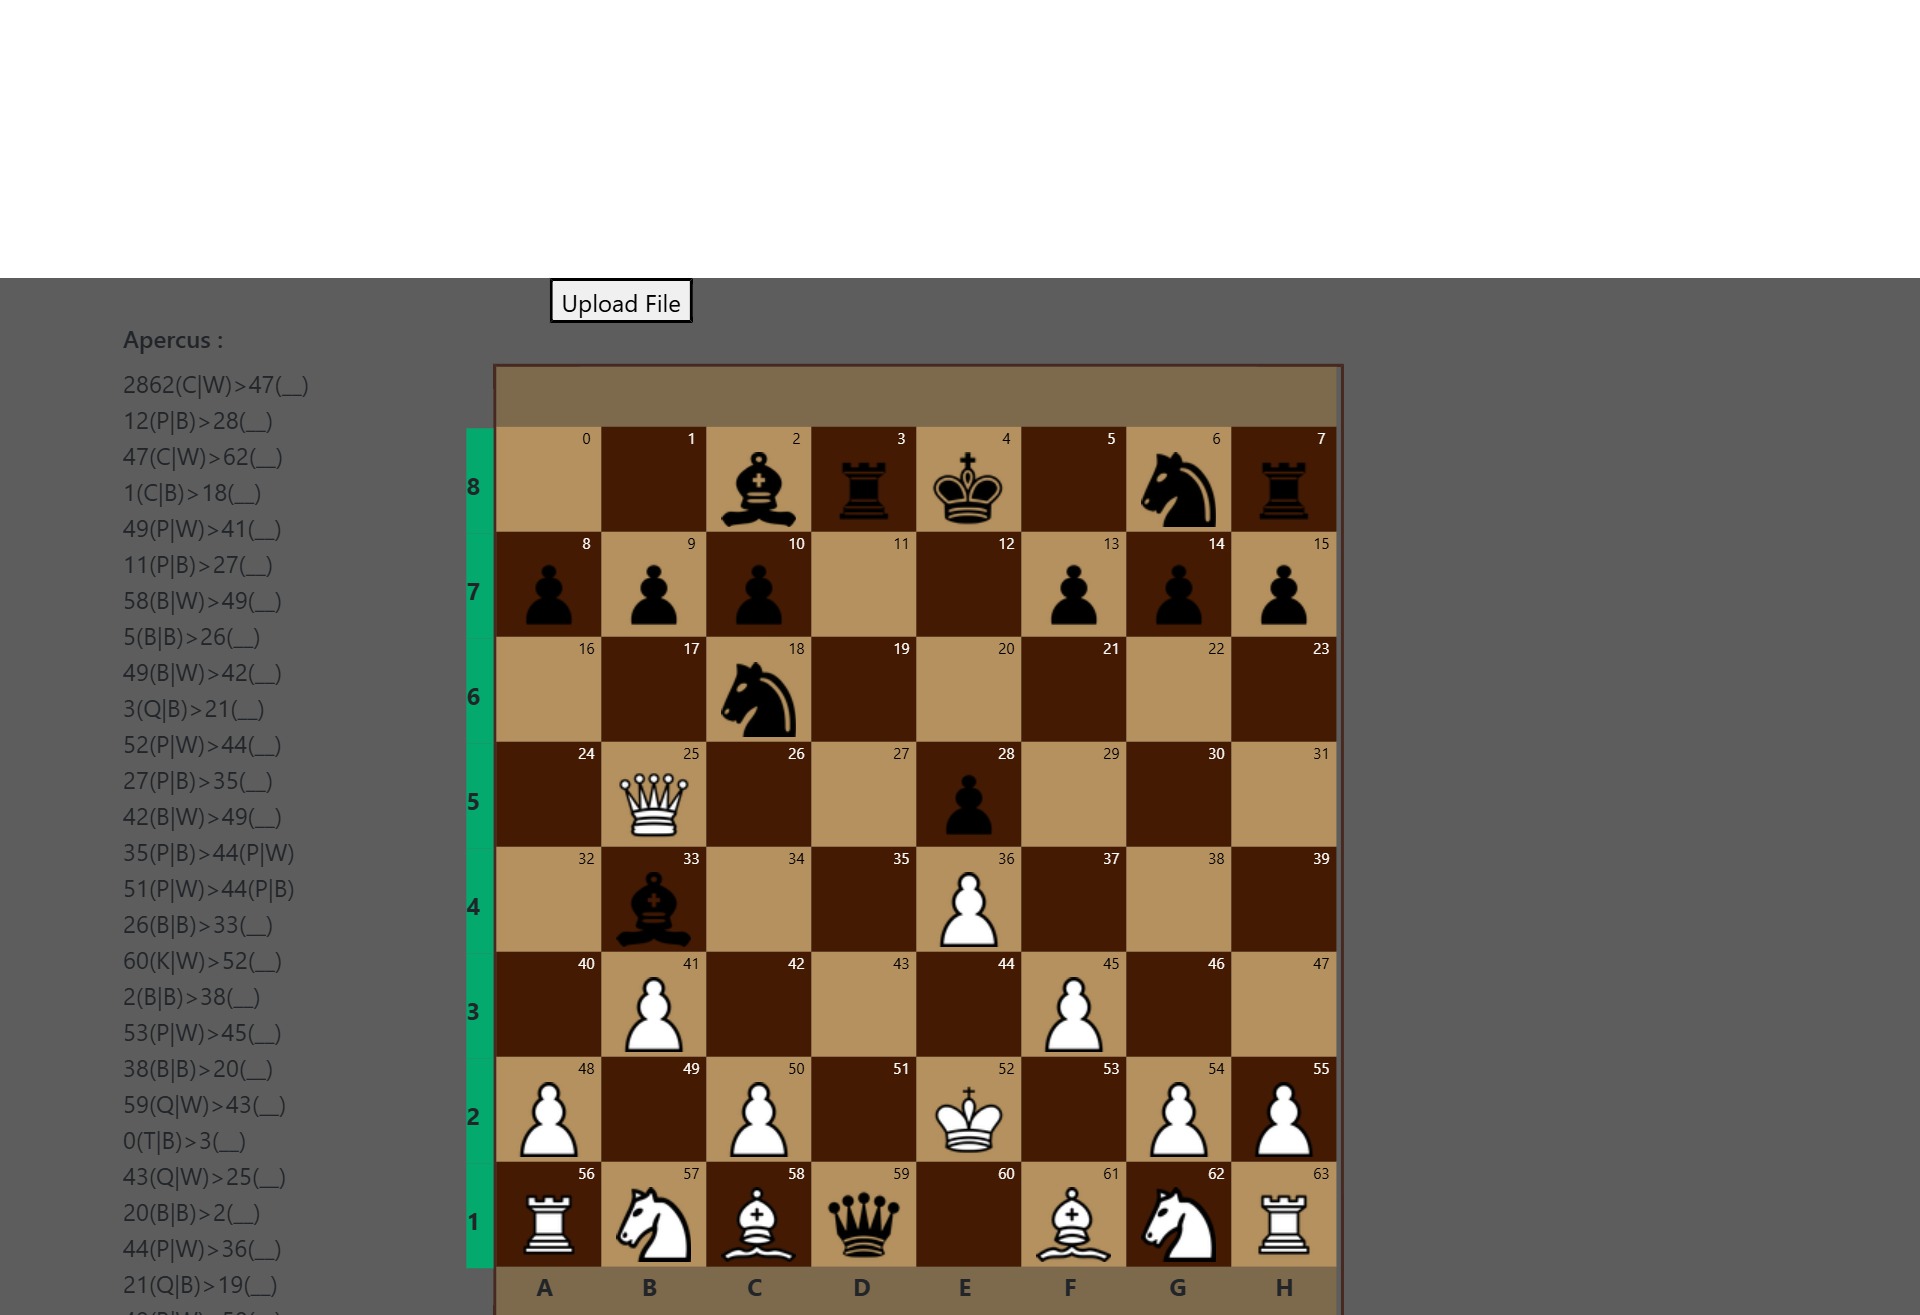 Upload File
Apercus :
2862(C|W)>47(__)
12(P|B)>28(__)
47(C|W)>62(__)
1(C|B)>18(__)
49(P|W)>41(__)
11(P|B)>27(__)
58(B|W)>49(__)
5(B|B)>26(__)
49(B|W)>42(__)
3(Q|B)>21(__)
52(P|W)>44(__)
27(P|B)>35(__)
42(B|W)>49(__)
35(P|B)>44(P|W)
51(P|W)>44(P|B)
26(B|B)>33(__)
60(K|W)>52(__)
2(B|B)>38(__)
53(P|W)>45(__)
38(B|B)>20(__)
59(Q|W)>43(__)
0(T|B)>3(__)
43(Q|W)>25(__)
20(B|B)>2(__)
44(P|W)>36(__)
21(Q|B)>19(__)
0 1 2 3 4 5 6 7
8
8 9 10 11 12 13 14 15
7
16 17 18 19 20 21 22 23
6
24 25 26 27 28 29 30 31
5
32 33 34 35 36 37 38 39
4
40 41 42 43 44 45 46 47
3
48 49 50 51 52 53 54 55
2
56 57 58 59 60 61 62 63
1
A B C D E F G H